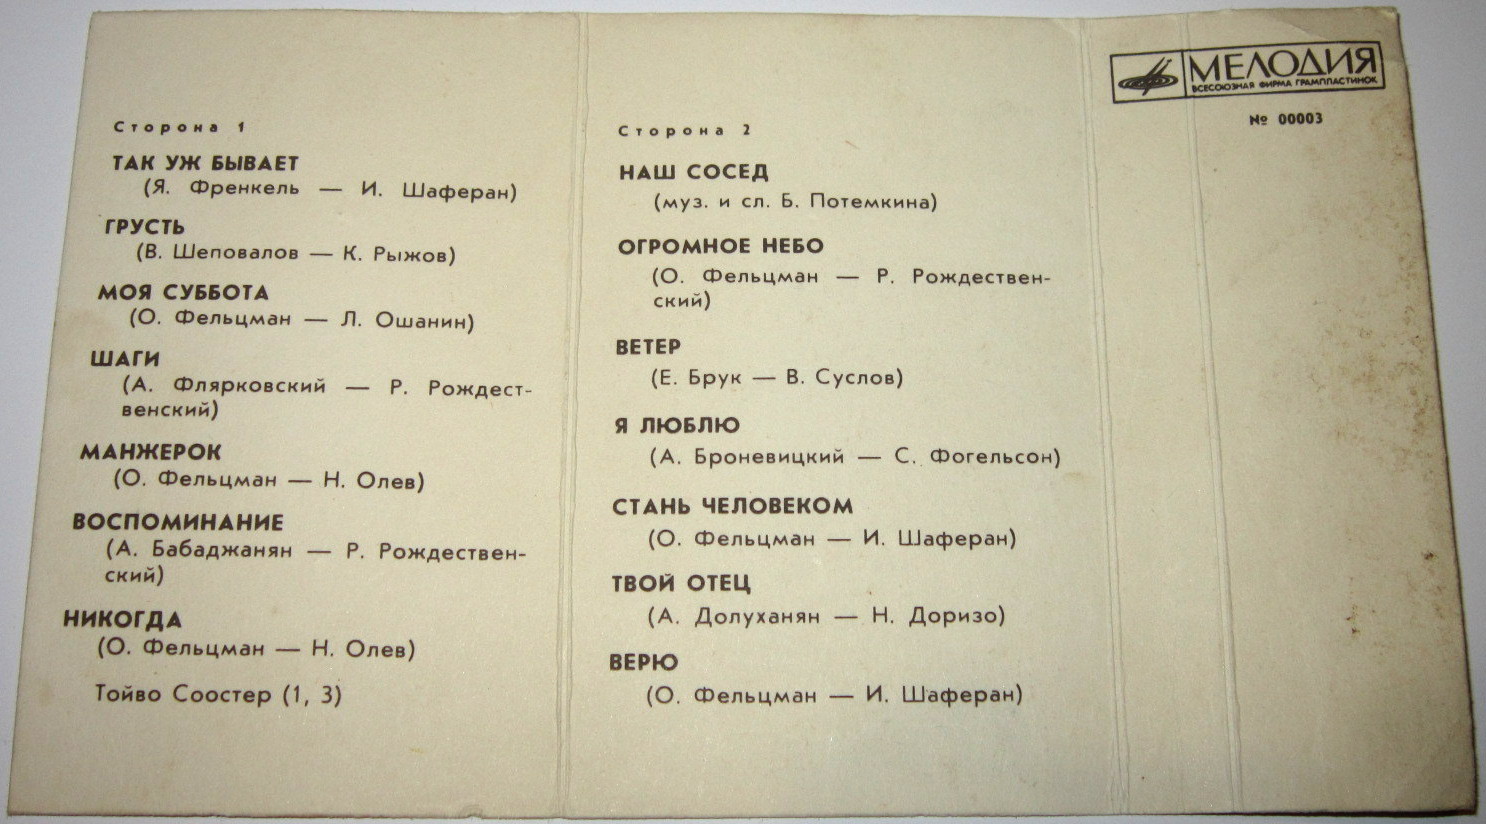 Сторона 1
ТАК УЖ БЫВАЕТ
(Я. Френкель — И. Шаферан)
ГРУСТЬ
(В. Шеповалов — К. Рыжов)
МОЯ СУББОТА
(О. Фельцман — Л. Ошанин)
ШАГИ
(А. Флярковский — Р. Рождест-
венский)
МАНЖЕРОК
(О. Фельцман — Н. Олев)
ВОСПОМИНАНИЕ
(А. Бабаджанян — Р. Рождествен-
ский)
НИКОГДА
(О. Фельцман — Н. Олев)
Тойво Соостер (1, 3)
Сторона 2
НАШ СОСЕД
(муз. и сл. Б. Потемкина)
ОГРОМНОЕ НЕБО
(О. Фельцман — Р. Рождествен-
ский)
ВЕТЕР
(Е. Брук — В. Суслов)
Я ЛЮБЛЮ
(А. Броневицкий — С. Фогельсон)
СТАНЬ ЧЕЛОВЕКОМ
(О. Фельцман — И. Шаферан)
ТВОЙ ОТЕЦ
(А. Долуханян — Н. Доризо)
ВЕРЮ
(О. Фельцман — И. Шаферан)
МЕЛОДИЯ
ВСЕСОЮЗНАЯ ФИРМА ГРАМПЛАСТИНОК
№ 00003